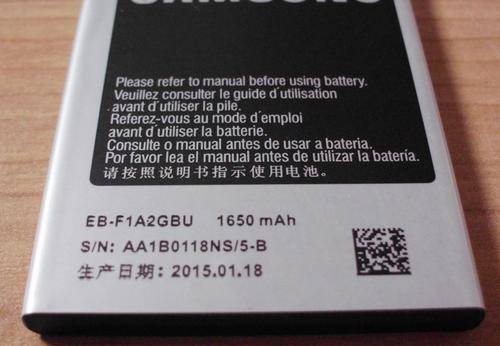 SAMSUNG
Please refer to manual before using battery.
Veuillez consulter le guide d'utilisation
avant d'utiliser la pile.
Referez-vous au mode d'emploi
avant d'utiliser la batterie.
Consulte o manual antes de usar a bateria.
Por favor lea el manual antes de utilizar la batería.
请按照说明书指示使用电池。
EB-F1A2GBU 1650 mAh
S/N: AA1B0118NS/5-B
生产日期: 2015.01.18